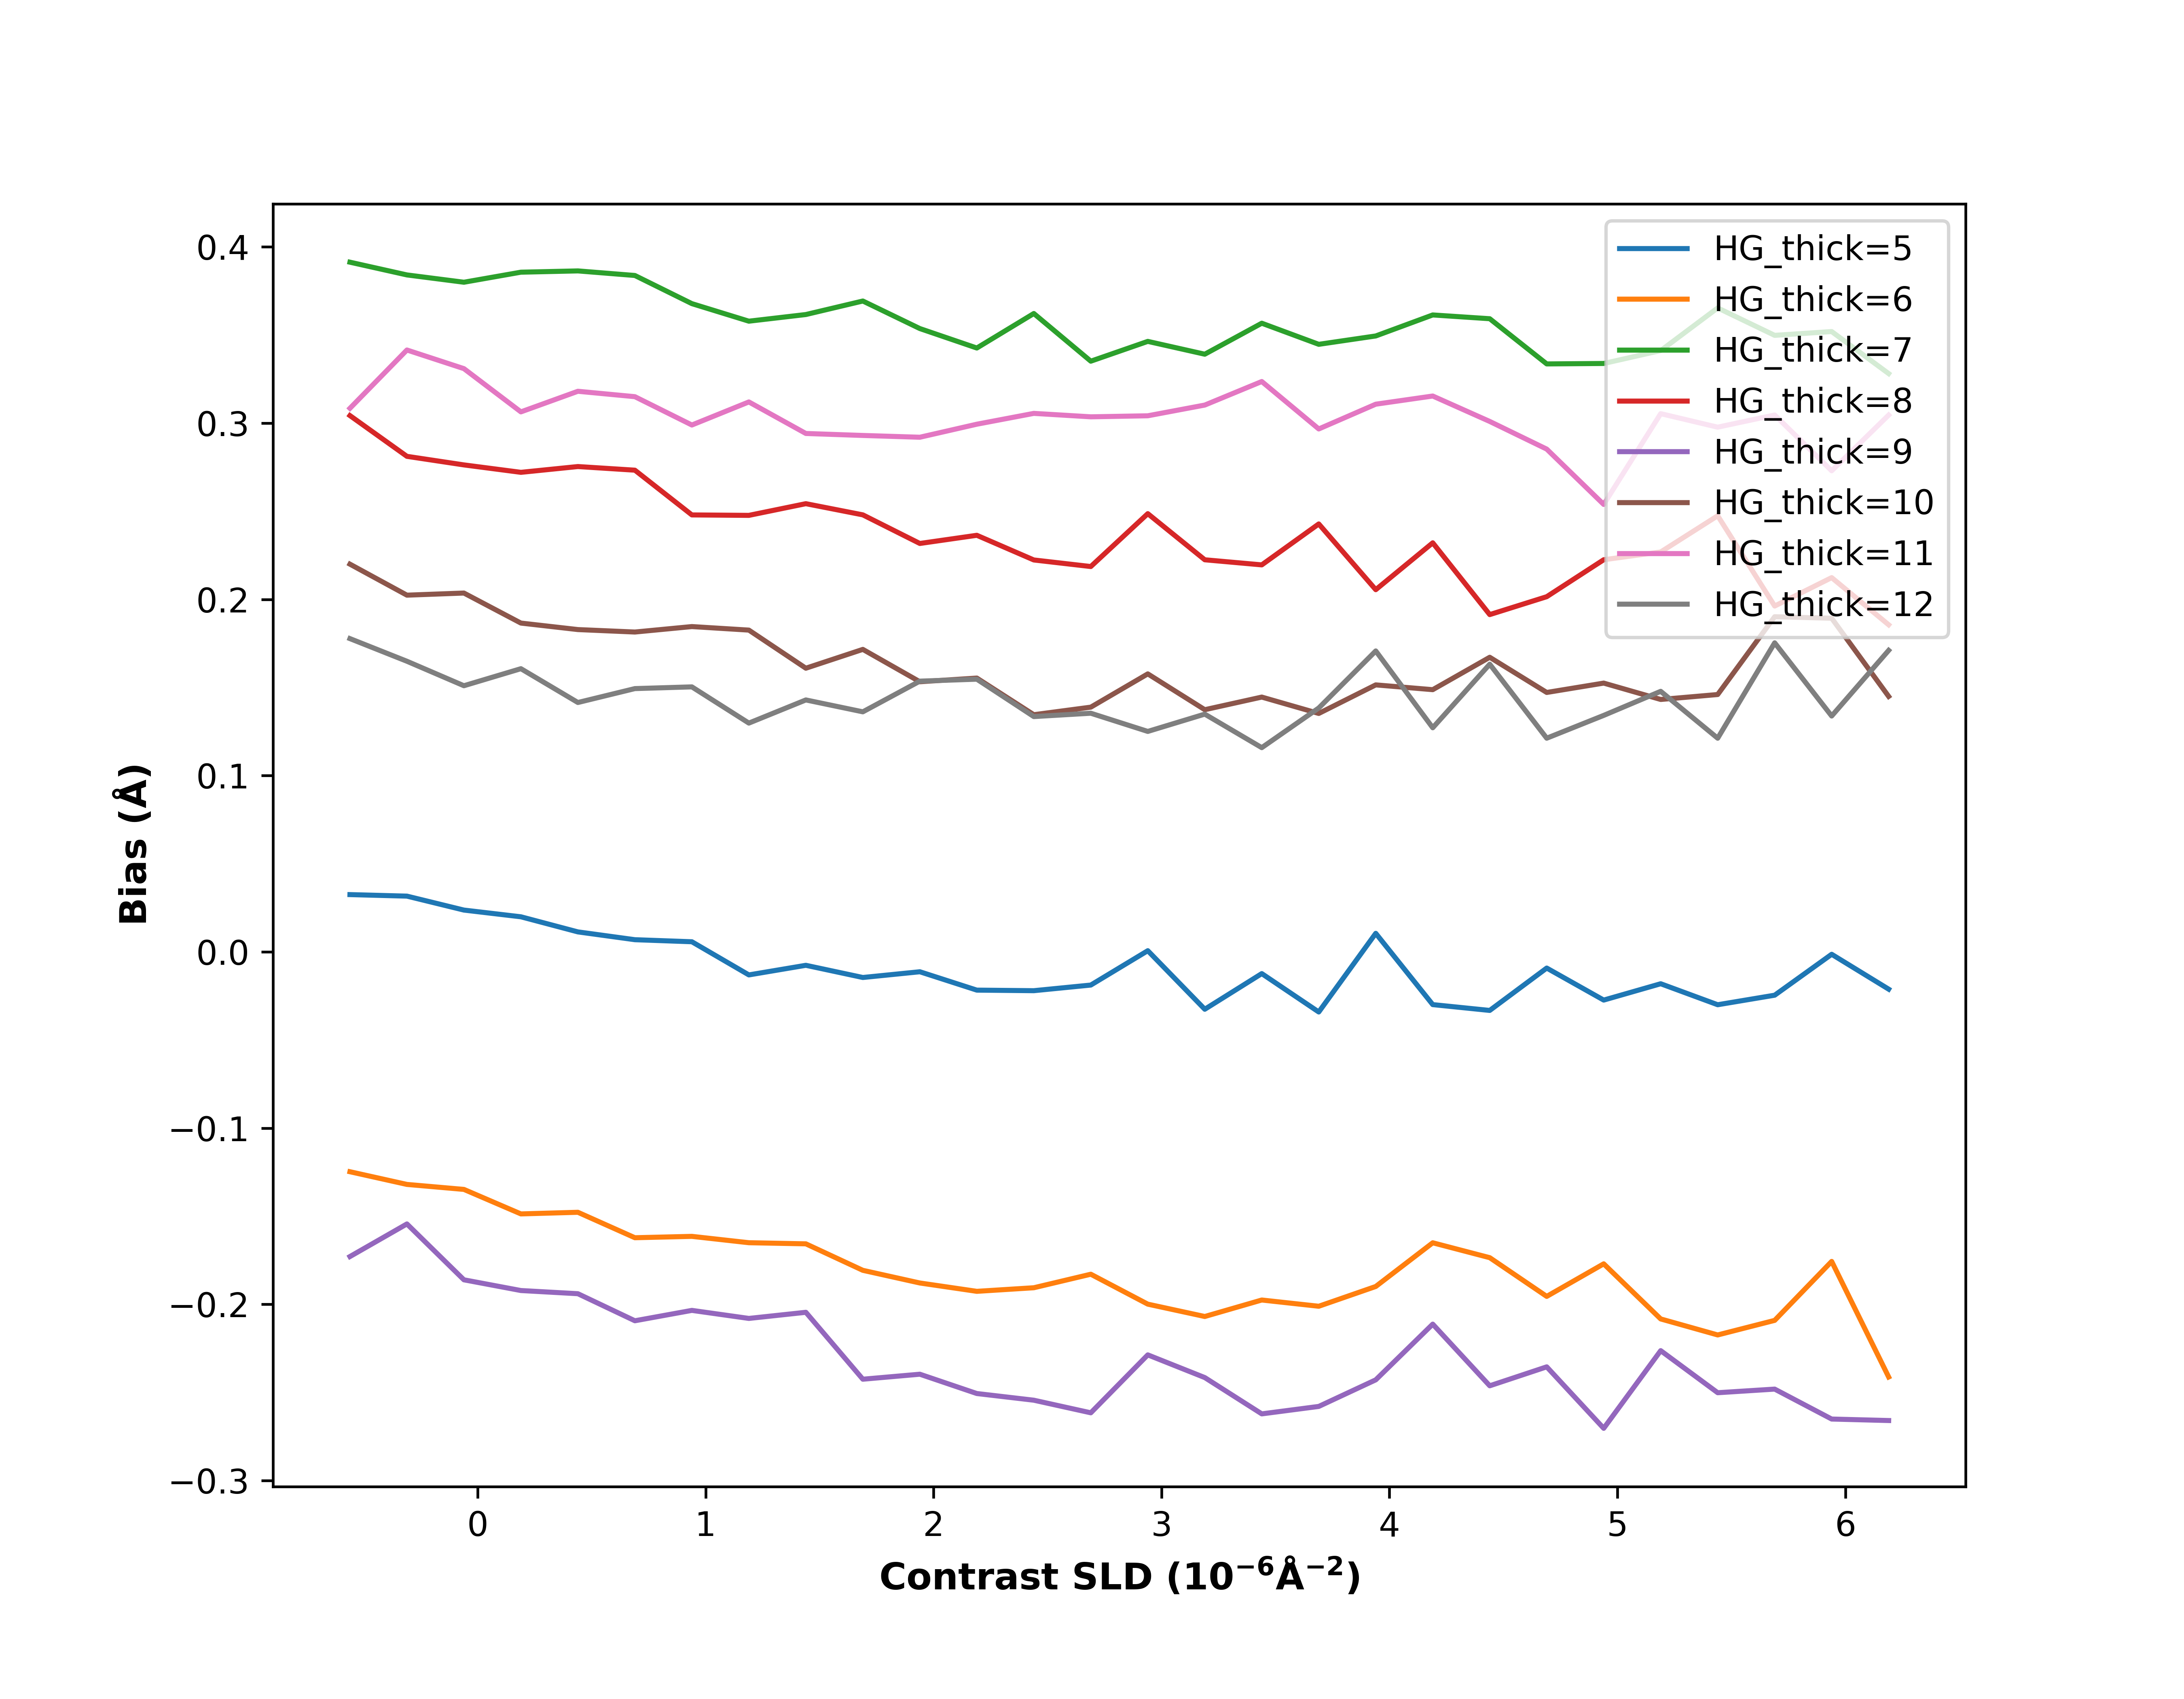 0.4
0.3
0.2
0.1
0.0
−0.1
−0.2
−0.3
Bias (Å)
HG_thick=5
HG_thick=6
HG_thick=7
HG_thick=8
HG_thick=9
HG_thick=10
HG_thick=11
HG_thick=12
0 1 2 3 4 5 6
Contrast SLD (10⁻⁶Å⁻²)